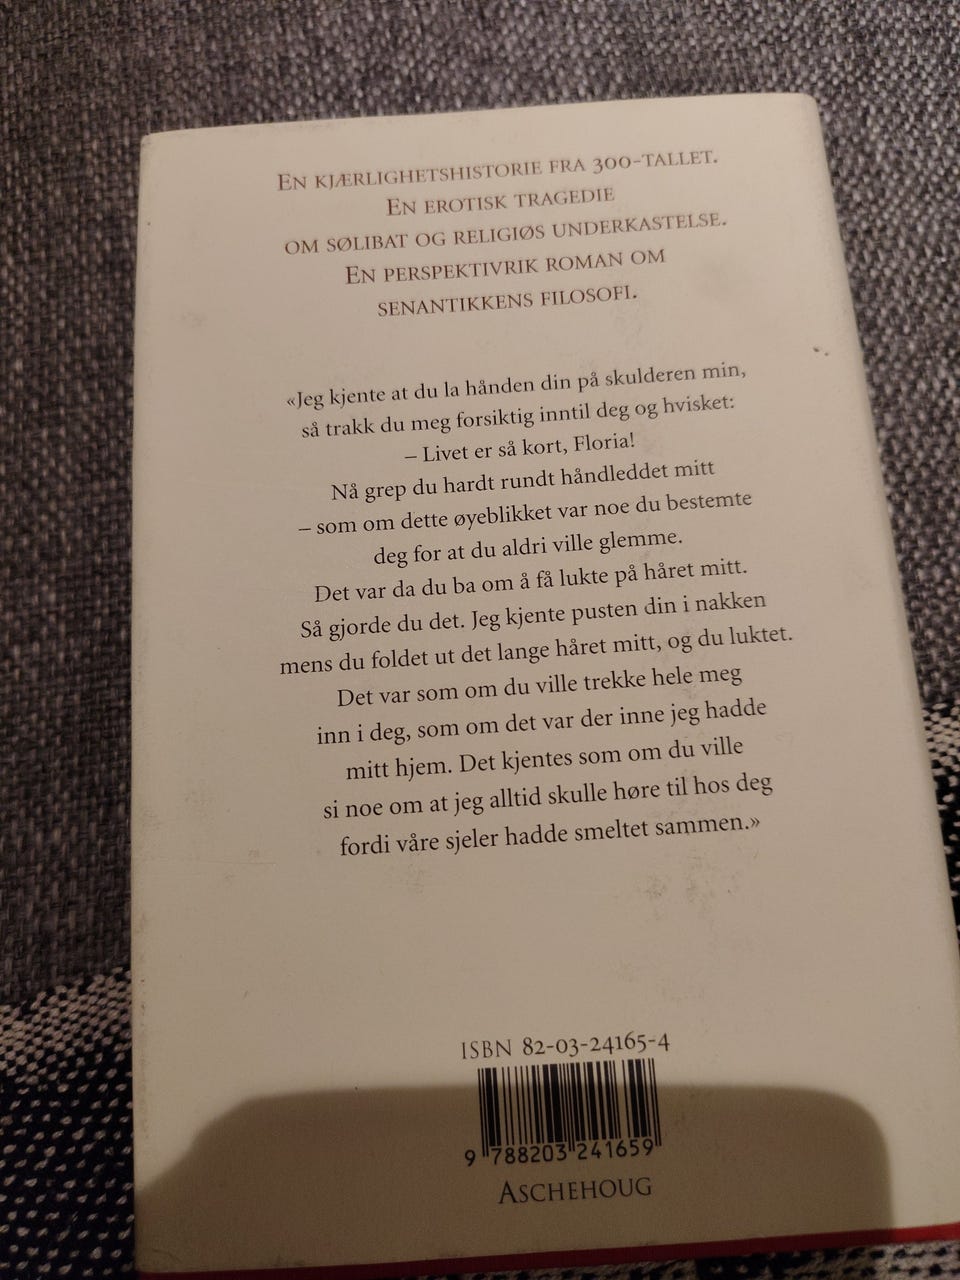 En kjærlighetshistorie fra 300-tallet.
En erotisk tragedie
om sølibat og religiøs underkastelse.
En perspektivrik roman om
senantikkens filosofi.
«Jeg kjente at du la hånden din på skulderen min,
så trakk du meg forsiktig inntil deg og hvisket:
– Livet er så kort, Floria!
Nå grep du hardt rundt håndleddet mitt
– som om dette øyeblikket var noe du bestemte
deg for at du aldri ville glemme.
Det var da du ba om å få lukte på håret mitt.
Så gjorde du det. Jeg kjente pusten din i nakken
mens du foldet ut det lange håret mitt, og du luktet.
Det var som om du ville trekke hele meg
inn i deg, som om det var der inne jeg hadde
mitt hjem. Det kjentes som om du ville
si noe om at jeg alltid skulle høre til hos deg
fordi våre sjeler hadde smeltet sammen.»
ISBN 82-03-24165-4
9 788203 241659
Aschehoug